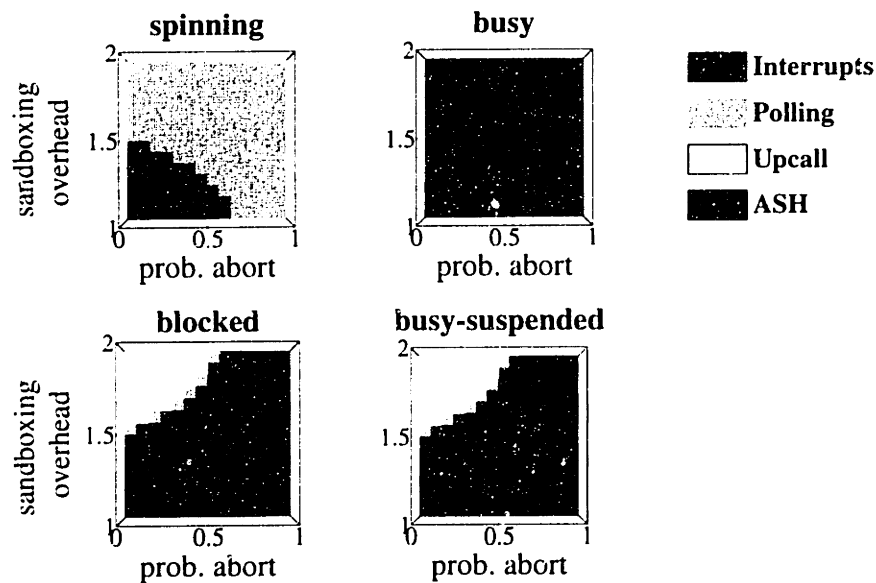 spinning
busy
2
1.5
1
0
0.5
1
sandboxing
overhead
prob. abort
2
1.5
1
0
0.5
1
prob. abort
Interrupts
Polling
Upcall
ASH
blocked
busy-suspended
2
1.5
1
0
0.5
1
sandboxing
overhead
prob. abort
2
1.5
1
0
0.5
1
prob. abort